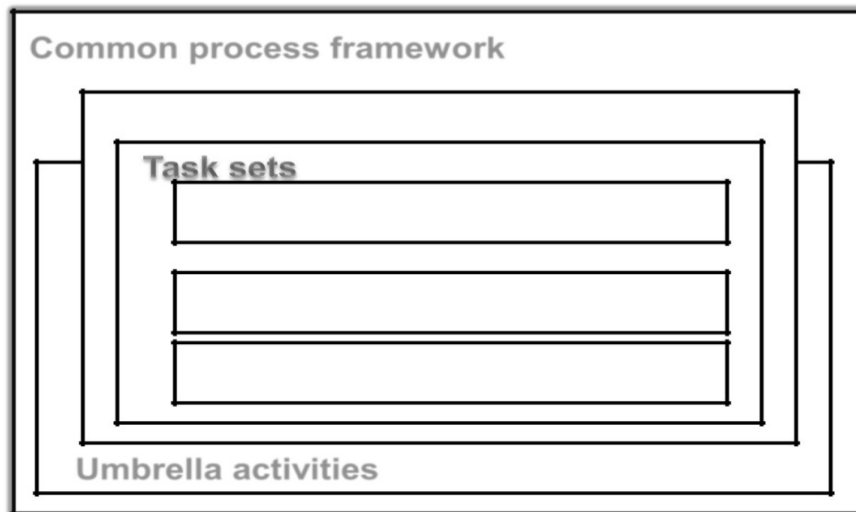 Common process framework
Task sets
Umbrella activities